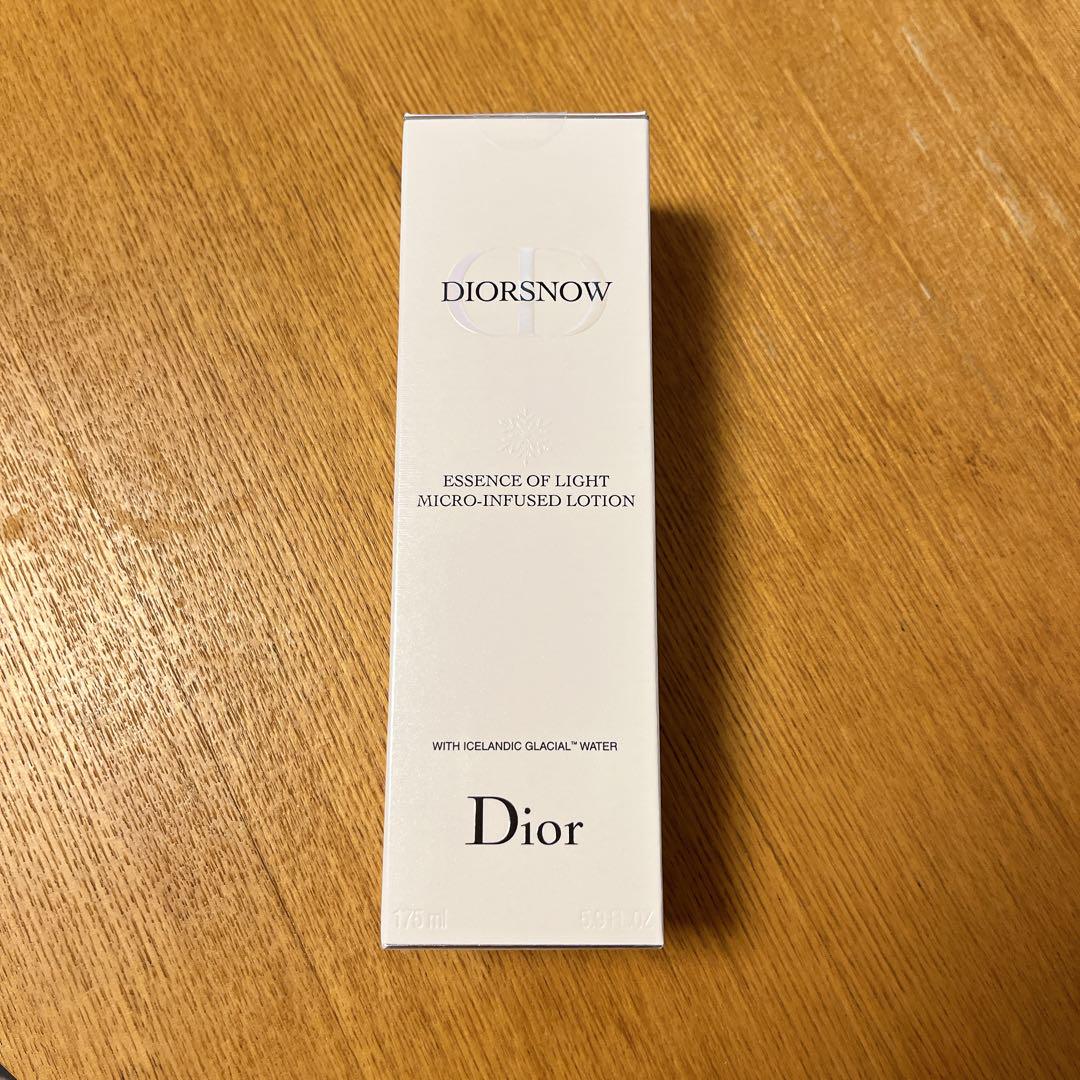 DIORSNOW
ESSENCE OF LIGHT
MICRO-INFUSED LOTION
WITH ICELANDIC GLACIAL™ WATER
Dior
175 ml 5.9 FL.OZ